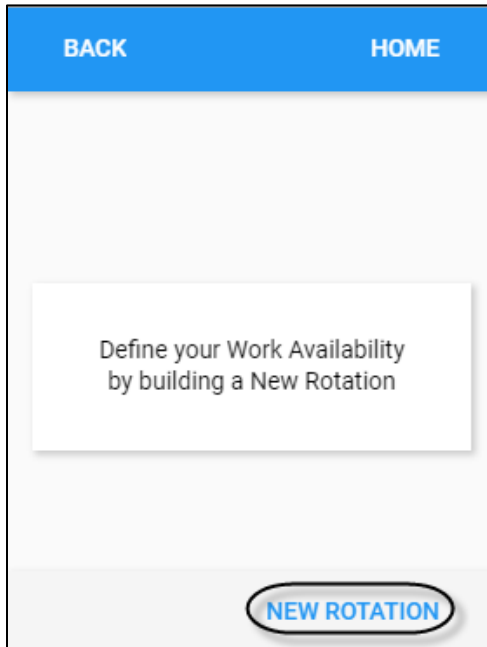 BACK HOME
Define your Work Availability
by building a New Rotation
NEW ROTATION